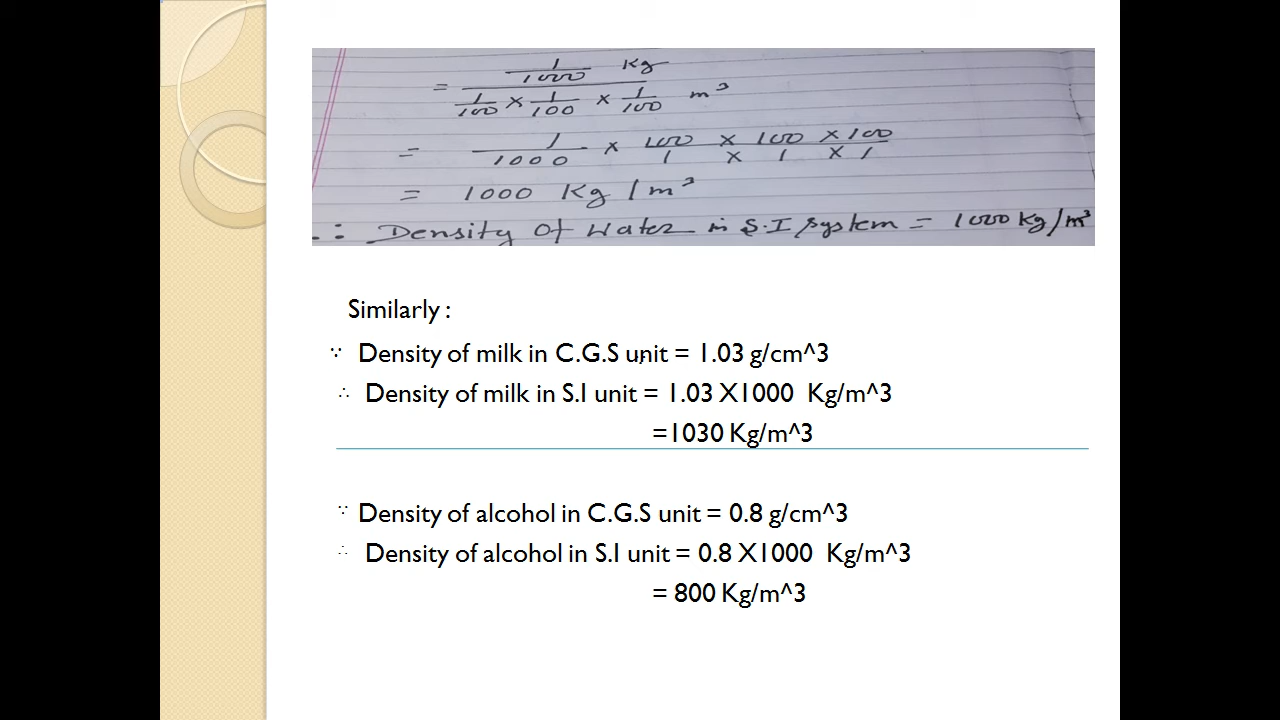 = 1/1000 Kg
1/100 × 1/100 × 1/100 m³
= 1/1000 × 100 × 100 × 100 / 1 × 1 × 1
= 1000 Kg/m³
∴ Density Of Water in S.I system = 1000 Kg/m³
Similarly :
∵ Density of milk in C.G.S unit = 1.03 g/cm^3
∴ Density of milk in S.I unit = 1.03 X1000 Kg/m^3
=1030 Kg/m^3
∵ Density of alcohol in C.G.S unit = 0.8 g/cm^3
∴ Density of alcohol in S.I unit = 0.8 X1000 Kg/m^3
= 800 Kg/m^3